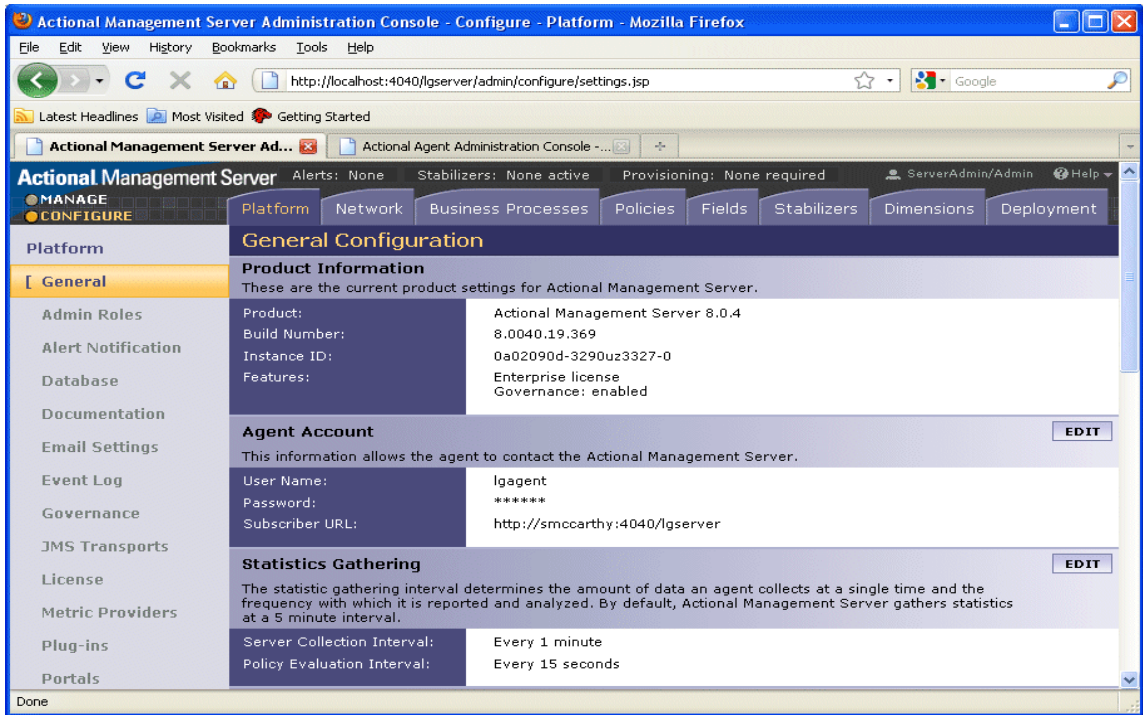 Actional Management Server Administration Console - Configure - Platform - Mozilla Firefox
File Edit View History Bookmarks Tools Help
http://localhost:4040/lgserver/admin/configure/settings.jsp
Google
Latest Headlines Most Visited Getting Started
Actional Management Server Ad...
Actional Agent Administration Console -...
Actional Management Server Alerts: None Stabilizers: None active Provisioning: None required ServerAdmin/Admin Help
MANAGE
CONFIGURE
Platform Network Business Processes Policies Fields Stabilizers Dimensions Deployment
Platform
[ General
Admin Roles
Alert Notification
Database
Documentation
Email Settings
Event Log
Governance
JMS Transports
License
Metric Providers
Plug-ins
Portals
General Configuration
Product Information
These are the current product settings for Actional Management Server.
Product: Actional Management Server 8.0.4
Build Number: 8.0040.19.369
Instance ID: 0a02090d-3290uz3327-0
Features: Enterprise license
Governance: enabled
Agent Account EDIT
This information allows the agent to contact the Actional Management Server.
User Name: lgagent
Password: ******
Subscriber URL: http://smccarthy:4040/lgserver
Statistics Gathering EDIT
The statistic gathering interval determines the amount of data an agent collects at a single time and the
frequency with which it is reported and analyzed. By default, Actional Management Server gathers statistics
at a 5 minute interval.
Server Collection Interval: Every 1 minute
Policy Evaluation Interval: Every 15 seconds
Done